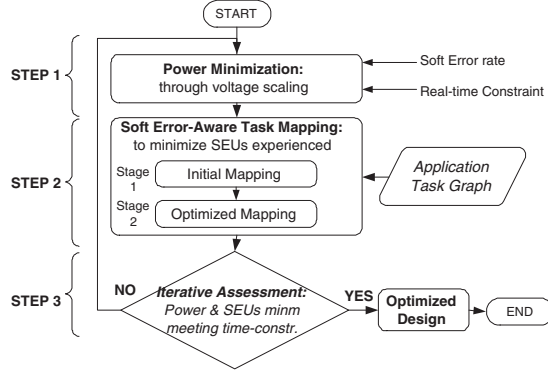 START
STEP 1
Power Minimization:
through voltage scaling
Soft Error rate
Real-time Constraint
STEP 2
Soft Error-Aware Task Mapping:
to minimize SEUs experienced
Stage
1
Initial Mapping
Stage
2
Optimized Mapping
Application
Task Graph
STEP 3
NO
Iterative Assessment:
Power & SEUs minm
meeting time-constr.
YES
Optimized
Design
END